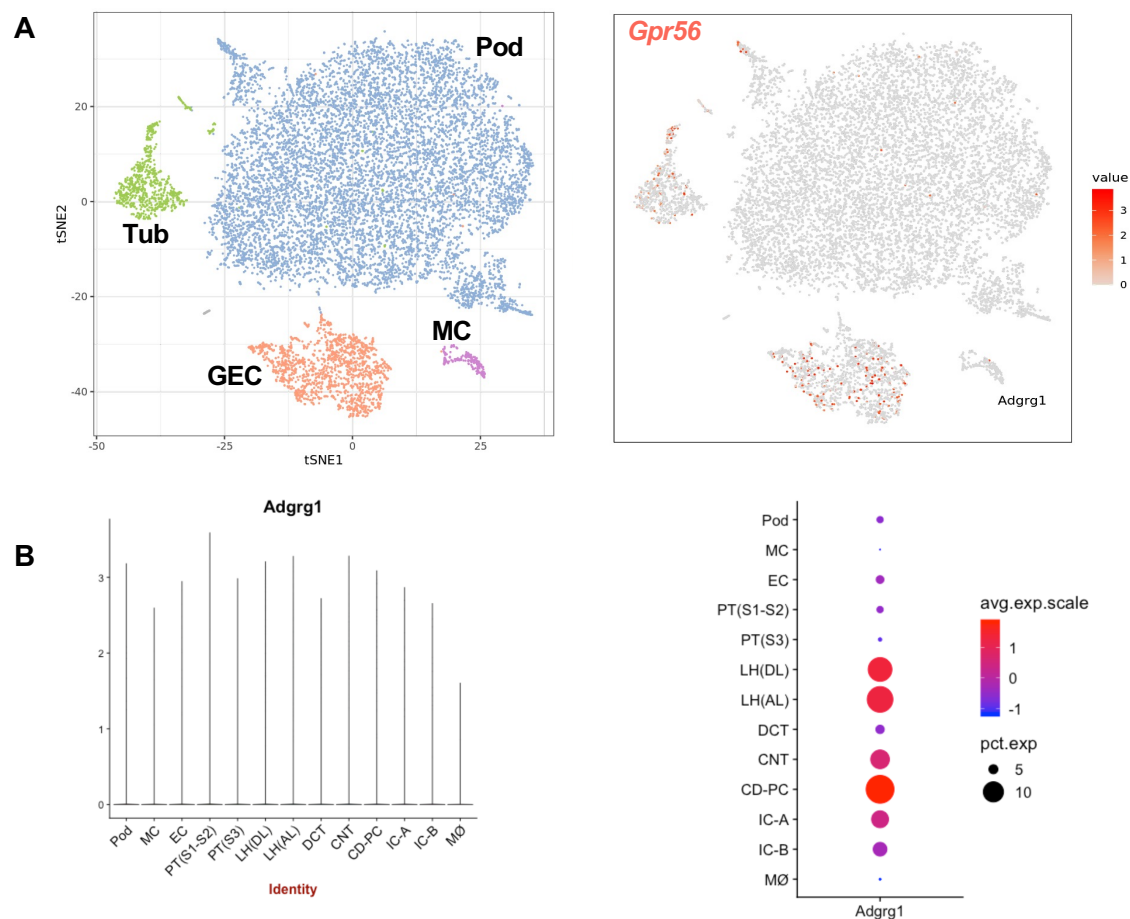 A
Pod
Tub
GEC
MC
tSNE2
20
0
-20
-40
-50
-25
0
25
tSNE1
Gpr56
Adgrg1
value
3
2
1
0
B
Adgrg1
3
2
1
0
Pod
MC
EC
PT(S1-S2)
PT(S3)
LH(DL)
LH(AL)
DCT
CNT
CD-PC
IC-A
IC-B
MØ
Identity
Pod
MC
EC
PT(S1-S2)
PT(S3)
LH(DL)
LH(AL)
DCT
CNT
CD-PC
IC-A
IC-B
MØ
Adgrg1
avg.exp.scale
1
0
-1
pct.exp
5
10